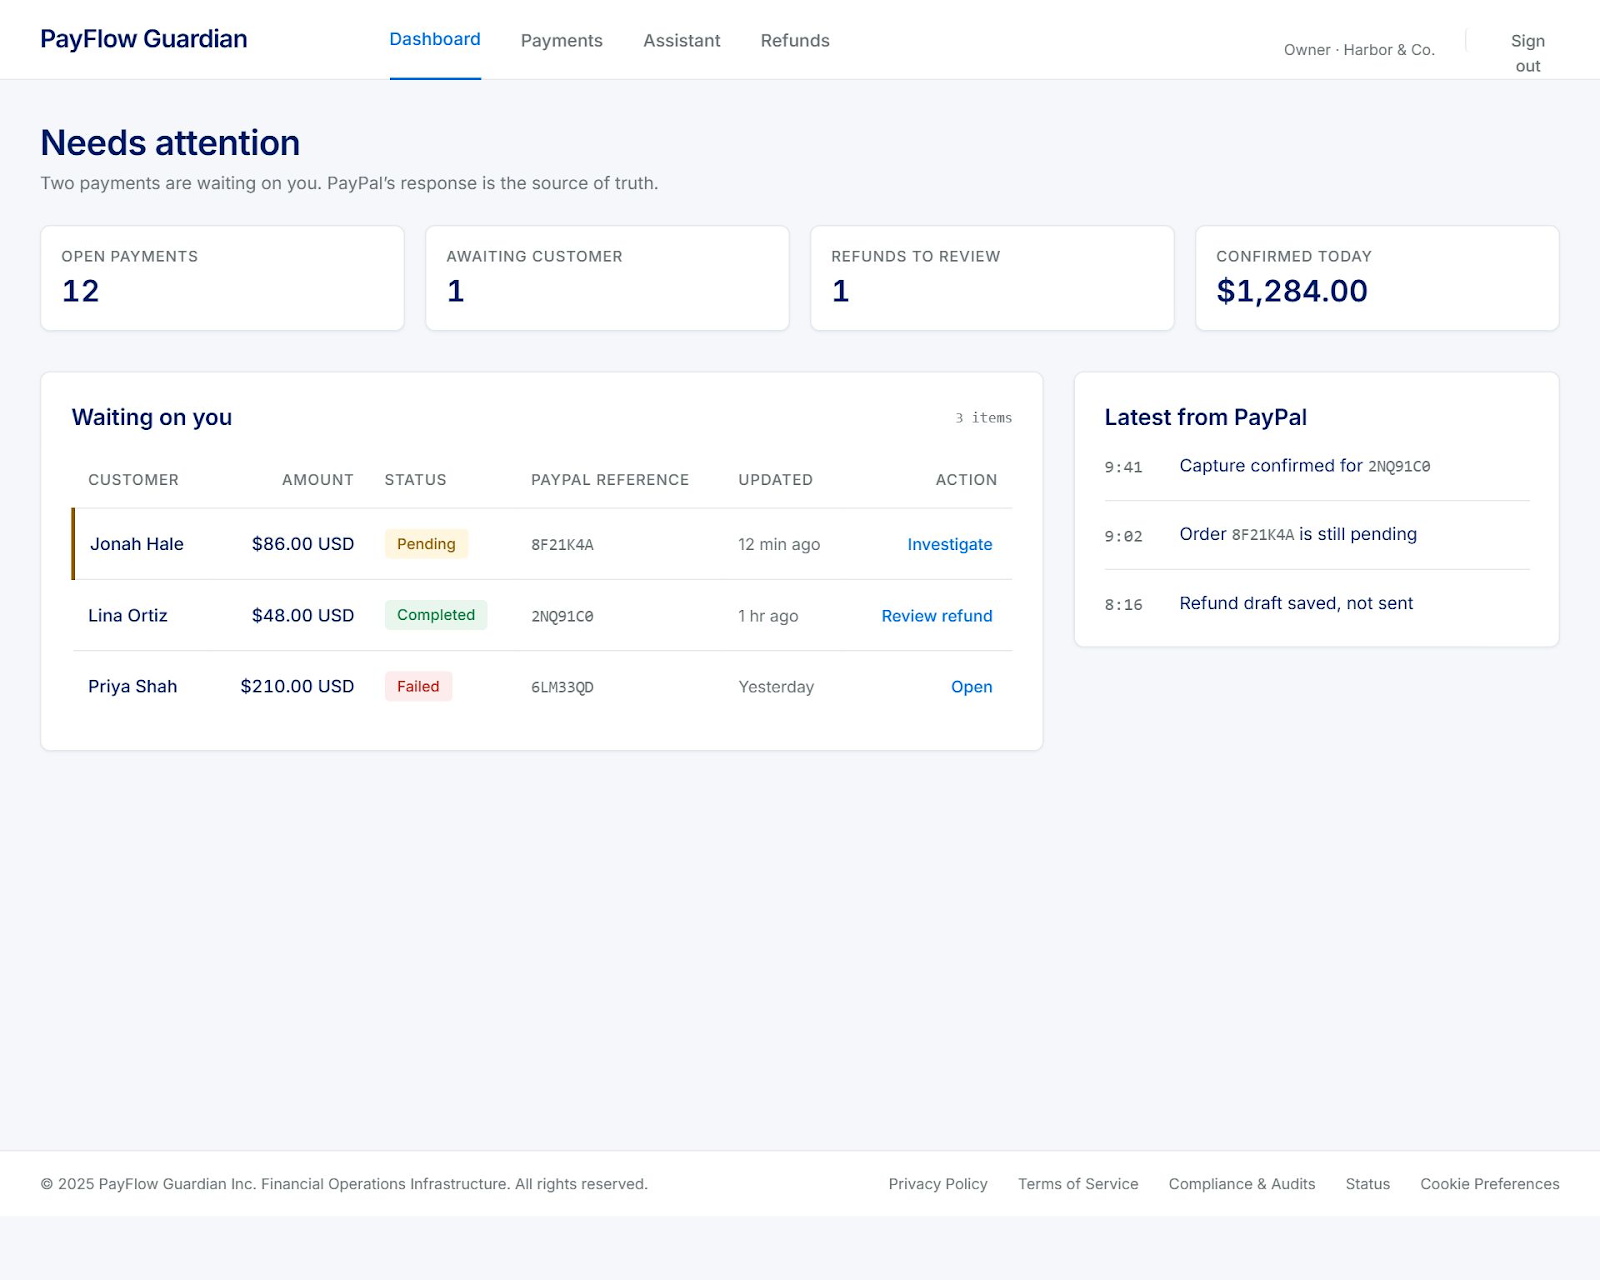 PayFlow Guardian
Dashboard
Payments
Assistant
Refunds
Owner · Harbor & Co.
Sign
out
Needs attention
Two payments are waiting on you. PayPal’s response is the source of truth.
OPEN PAYMENTS
12
AWAITING CUSTOMER
1
REFUNDS TO REVIEW
1
CONFIRMED TODAY
$1,284.00
Waiting on you
3 items
CUSTOMER AMOUNT STATUS PAYPAL REFERENCE UPDATED ACTION
Jonah Hale $86.00 USD Pending 8F21K4A 12 min ago Investigate
Lina Ortiz $48.00 USD Completed 2NQ91C0 1 hr ago Review refund
Priya Shah $210.00 USD Failed 6LM33QD Yesterday Open
Latest from PayPal
9:41 Capture confirmed for 2NQ91C0
9:02 Order 8F21K4A is still pending
8:16 Refund draft saved, not sent
© 2025 PayFlow Guardian Inc. Financial Operations Infrastructure. All rights reserved.
Privacy Policy
Terms of Service
Compliance & Audits
Status
Cookie Preferences